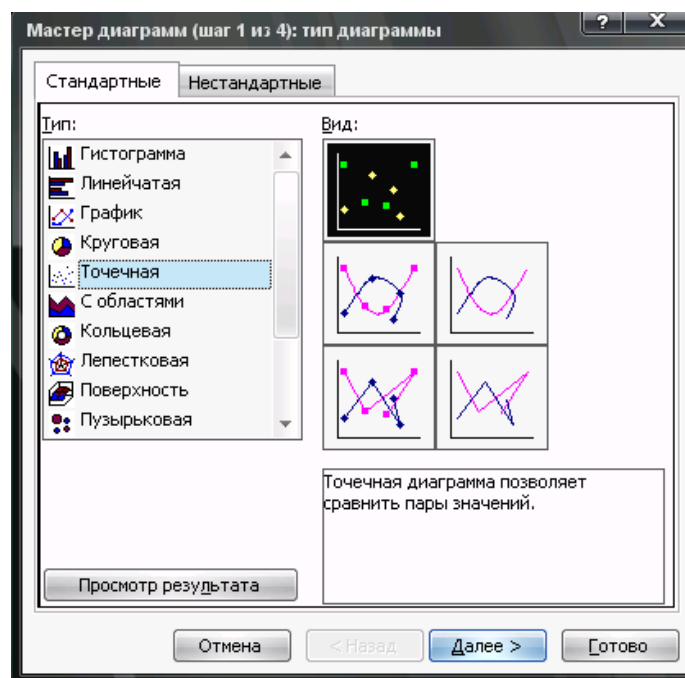 Мастер диаграмм (шаг 1 из 4): тип диаграммы
? X
Стандартные Нестандартные
Тип:
Гистограмма
Линейчатая
График
Круговая
Точечная
С областями
Кольцевая
Лепестковая
Поверхность
Пузырьковая
Вид:
Точечная диаграмма позволяет
сравнить пары значений.
Просмотр результата
Отмена < Назад Далее > Готово